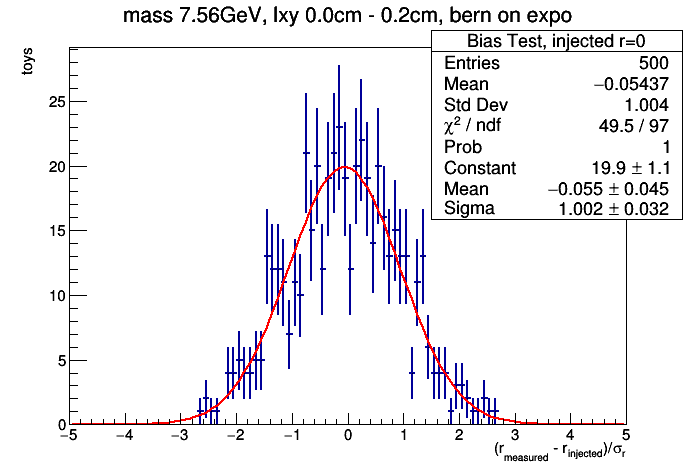 mass 7.56GeV, lxy 0.0cm - 0.2cm, bern on expo
toys
Bias Test, injected r=0
Entries 500
Mean −0.05437
Std Dev 1.004
χ² / ndf 49.5 / 97
Prob 1
Constant 19.9 ± 1.1
Mean −0.055 ± 0.045
Sigma 1.002 ± 0.032
25
20
15
10
5
0
−5 −4 −3 −2 −1 0 1 2 3 4 5
(r_measured - r_injected)/σ_r